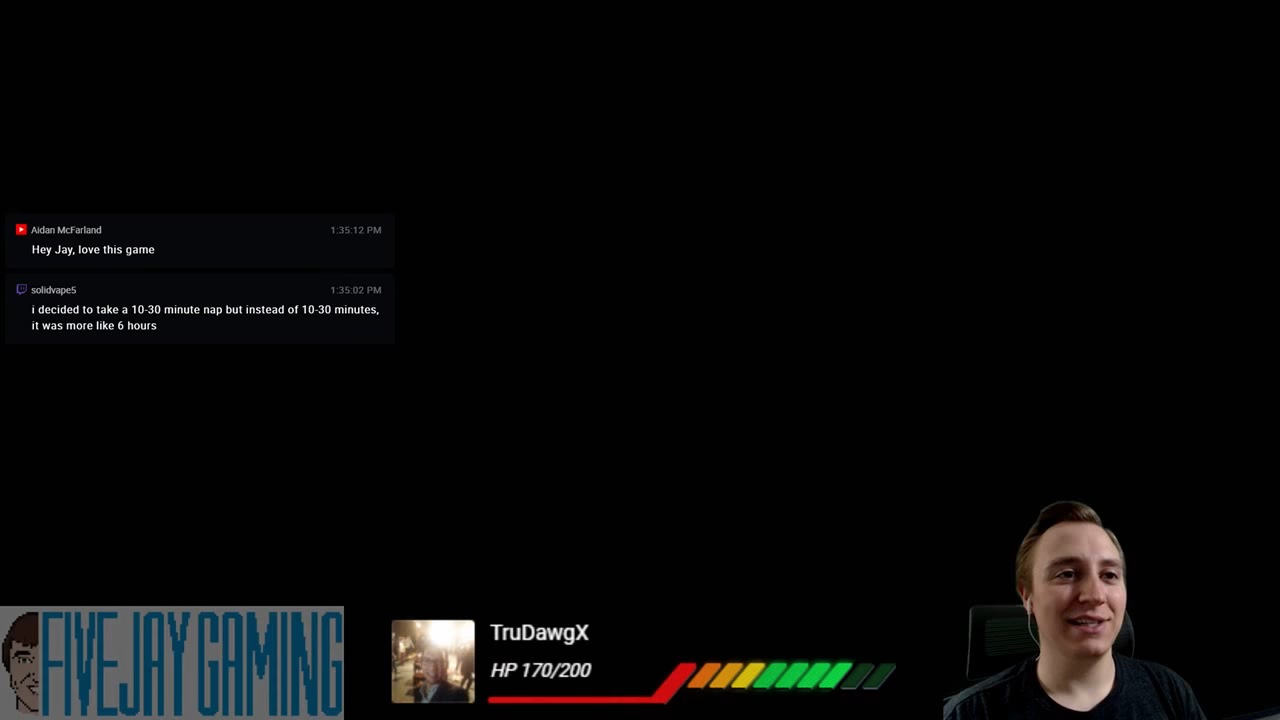 Aidan McFarland 1:35:12 PM
Hey Jay, love this game
solidvape5 1:35:02 PM
i decided to take a 10-30 minute nap but instead of 10-30 minutes,
it was more like 6 hours
FIVEJAY GAMING
TruDawgX
HP 170/200